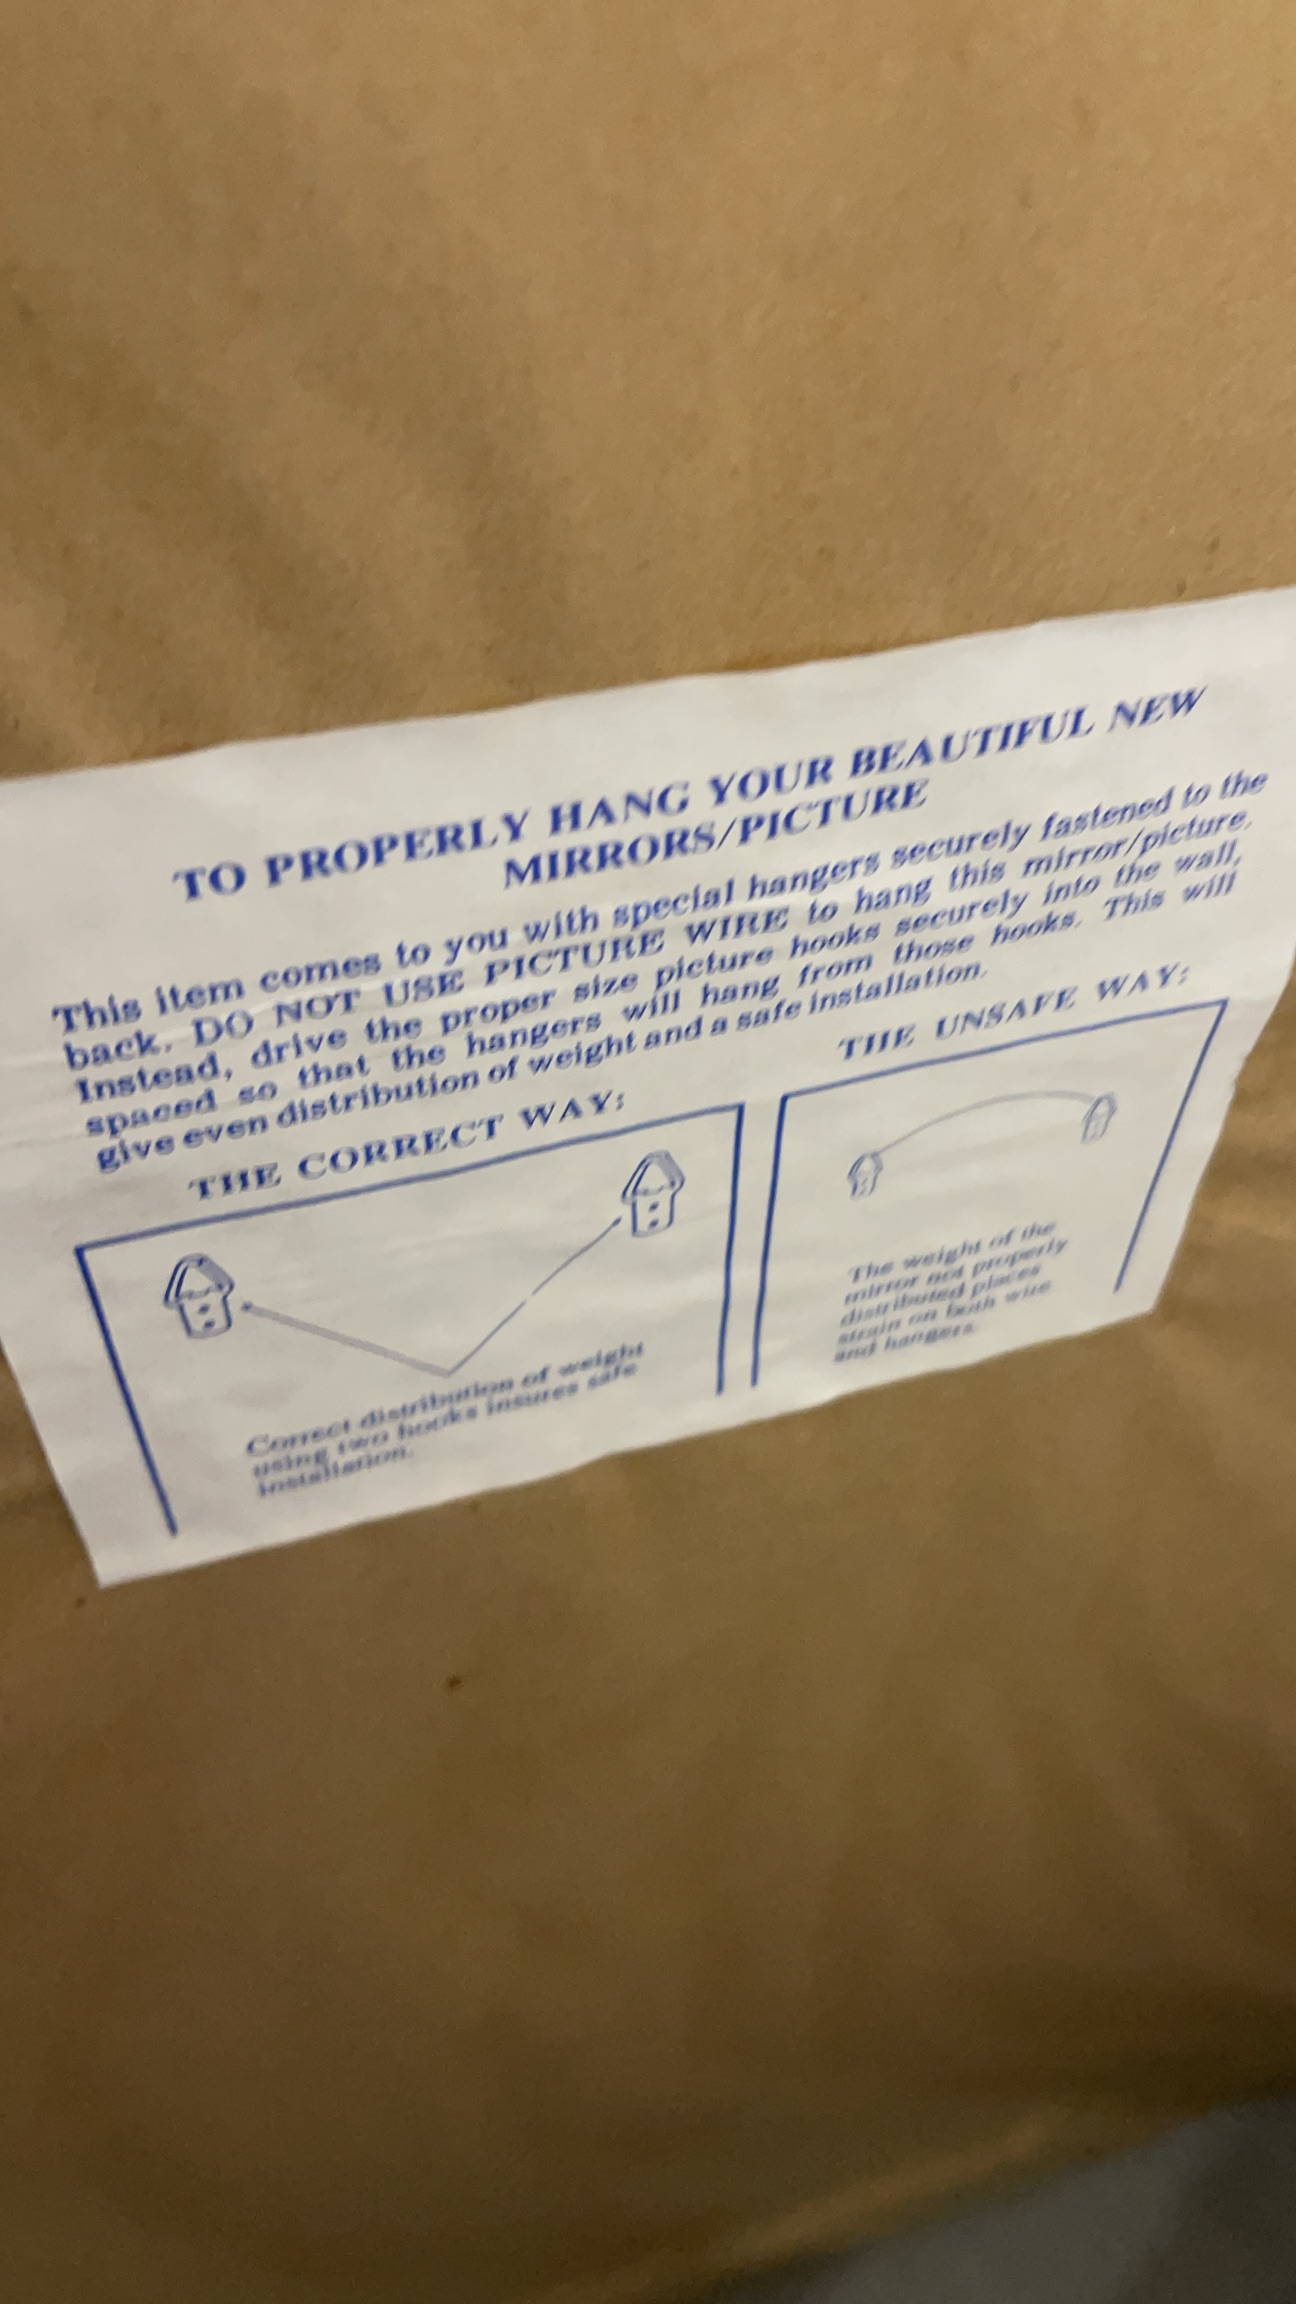 TO PROPERLY HANG YOUR BEAUTIFUL NEW
MIRRORS/PICTURE
This item comes to you with special hangers securely fastened to the
back. DO NOT USE PICTURE WIRE to hang this mirror/picture.
Instead, drive the proper size picture hooks securely into the wall,
spaced so that the hangers will hang from those hooks. This will
give even distribution of weight and a safe installation.
THE CORRECT WAY:
Correct distribution of weight
using two hooks insures safe
installation.
THE UNSAFE WAY:
The weight of the
mirror not properly
distributed places
strain on both wire
and hangers.